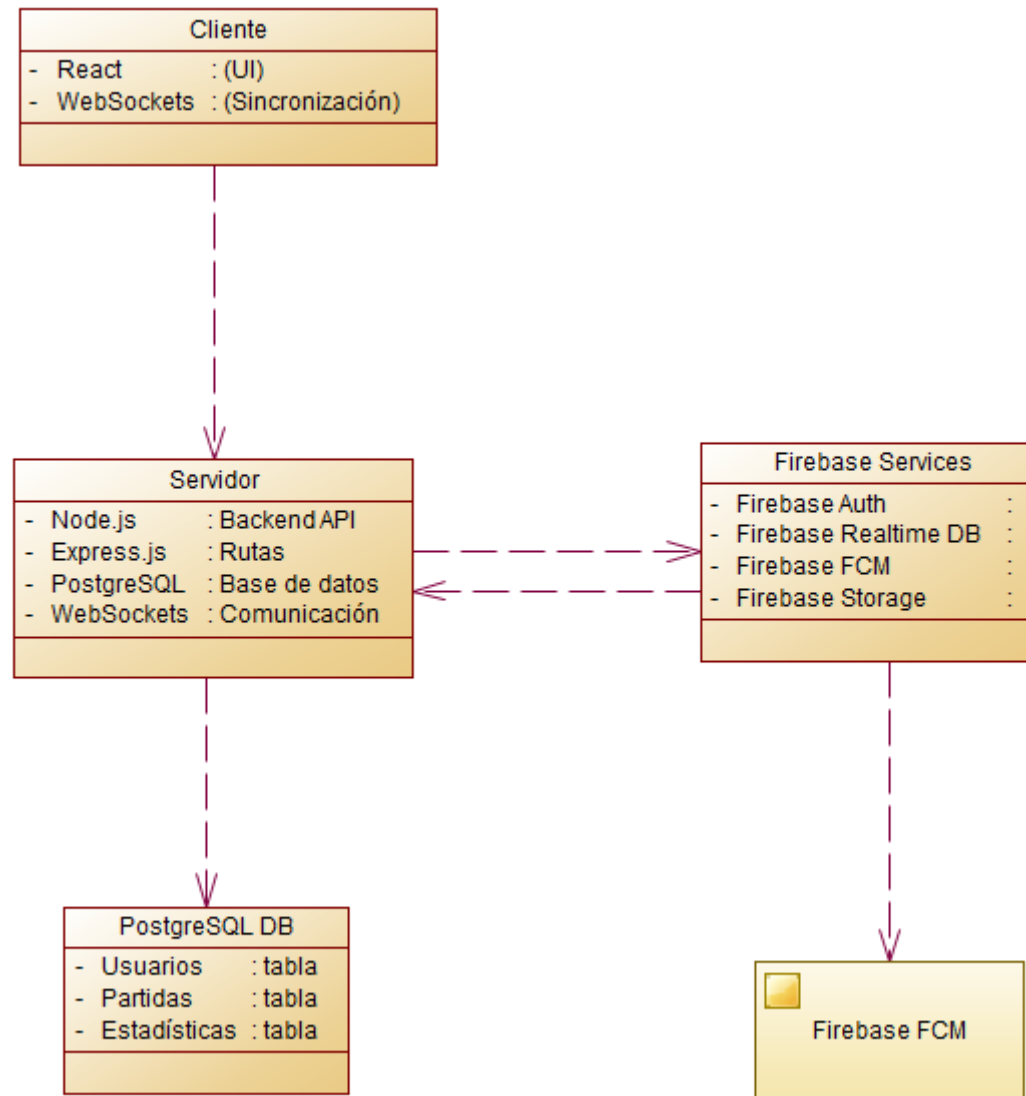 Cliente
- React : (UI)
- WebSockets : (Sincronización)
Servidor
- Node.js : Backend API
- Express.js : Rutas
- PostgreSQL : Base de datos
- WebSockets : Comunicación
Firebase Services
- Firebase Auth :
- Firebase Realtime DB :
- Firebase FCM :
- Firebase Storage :
PostgreSQL DB
- Usuarios : tabla
- Partidas : tabla
- Estadísticas : tabla
Firebase FCM